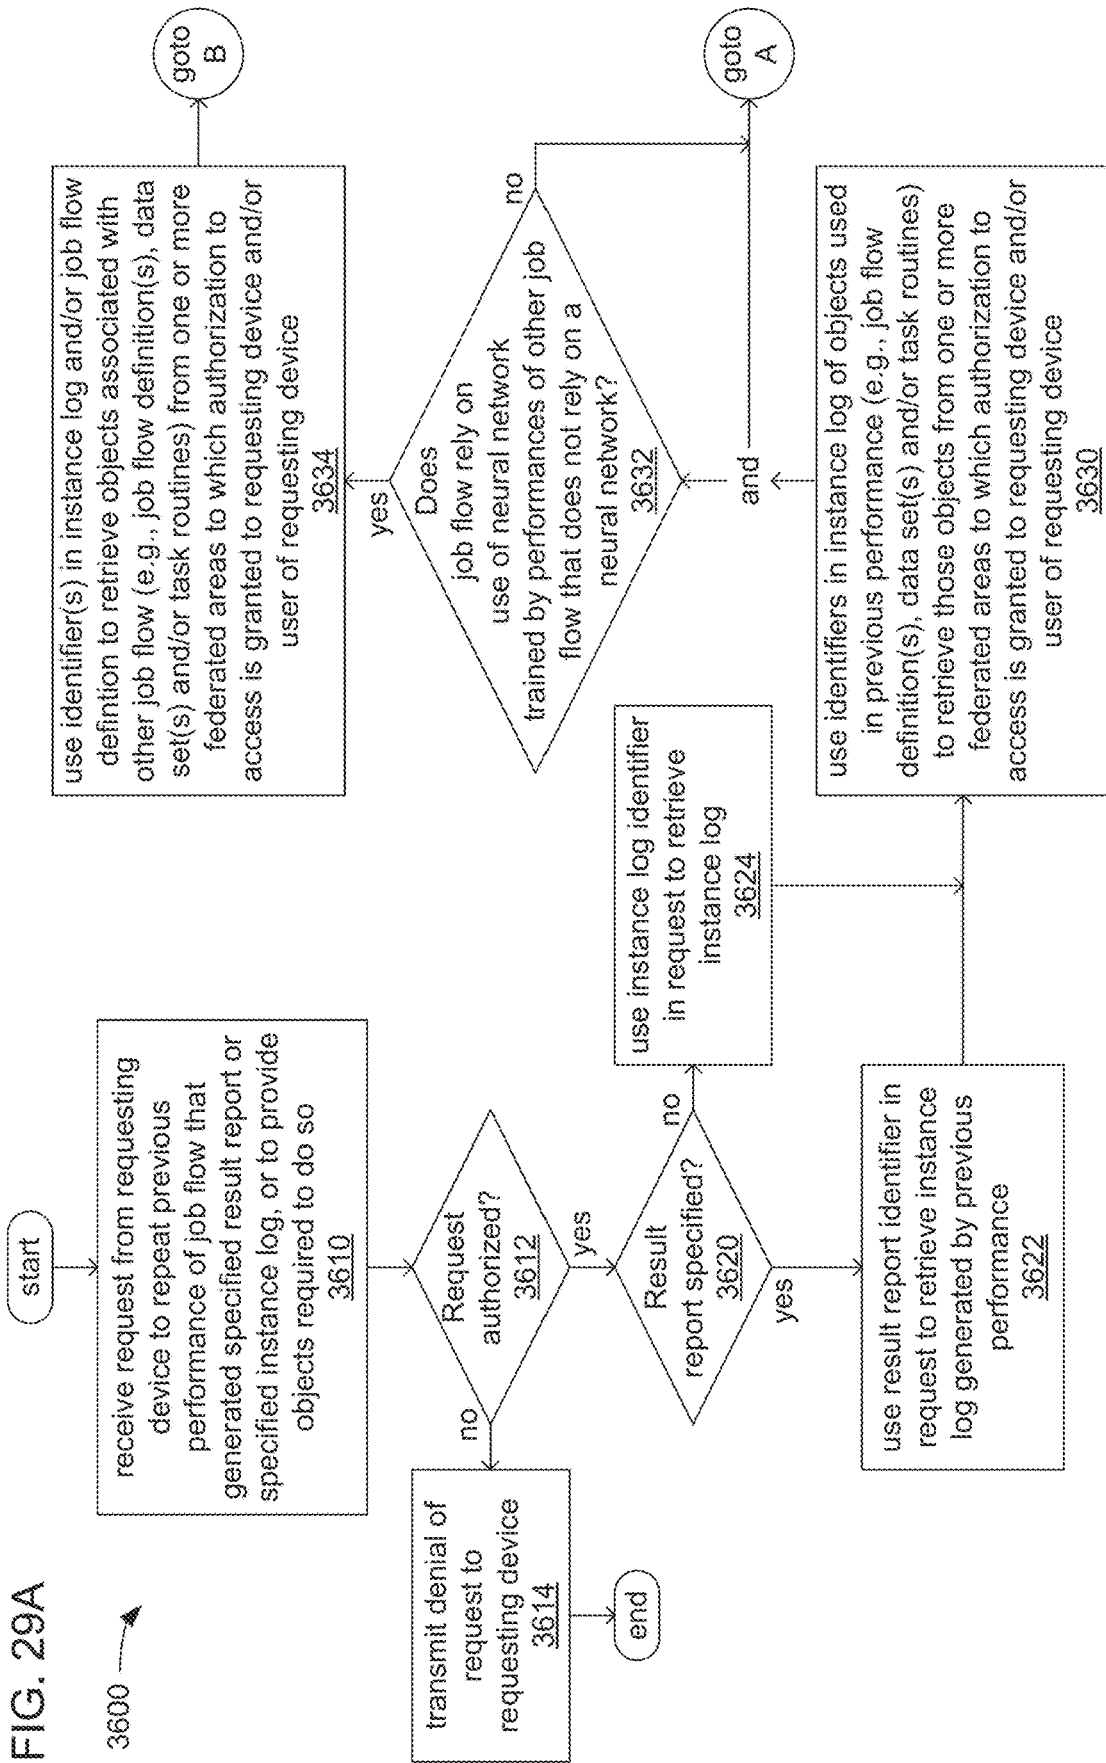 FIG. 29A
3600
start
receive request from requesting
device to repeat previous
performance of job flow that
generated specified result report or
specified instance log, or to provide
objects required to do so
3610
Request
authorized?
3612
no
yes
transmit denial of
request to
requesting device
3614
end
Result
report specified?
3620
no
yes
use result report identifier in
request to retrieve instance
log generated by previous
performance
3622
use instance log identifier
in request to retrieve
instance log
3624
use identifiers in instance log of objects used
in previous performance (e.g., job flow
definition(s), data set(s) and/or task routines)
to retrieve those objects from one or more
federated areas to which authorization to
access is granted to requesting device and/or
user of requesting device
3630
and
Does
job flow rely on
use of neural network
trained by performances of other job
flow that does not rely on a
neural network?
3632
yes
no
use identifier(s) in instance log and/or job flow
defintion to retrieve objects associated with
other job flow (e.g., job flow definition(s), data
set(s) and/or task routines) from one or more
federated areas to which authorization to
access is granted to requesting device and/or
user of requesting device
3634
goto
B
goto
A